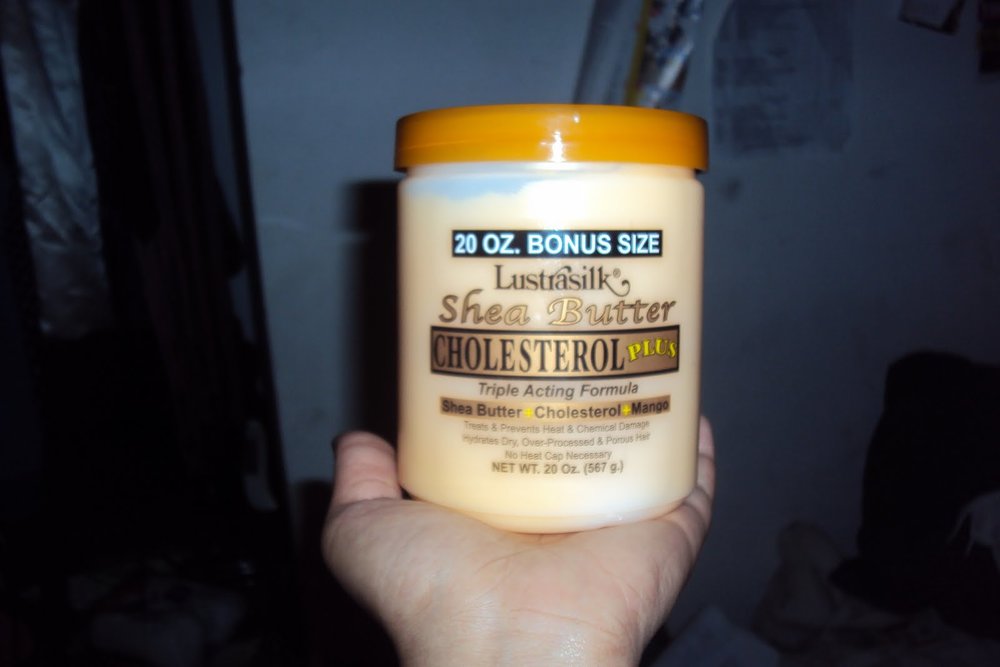 20 OZ. BONUS SIZE
Lustrasilk®
Shea Butter
CHOLESTEROL PLUS
Triple Acting Formula
Shea Butter+Cholesterol+Mango
Treats & Prevents Heat & Chemical Damage
Hydrates Dry, Over-Processed & Porous Hair
No Heat Cap Necessary
NET WT. 20 Oz. (567 g.)